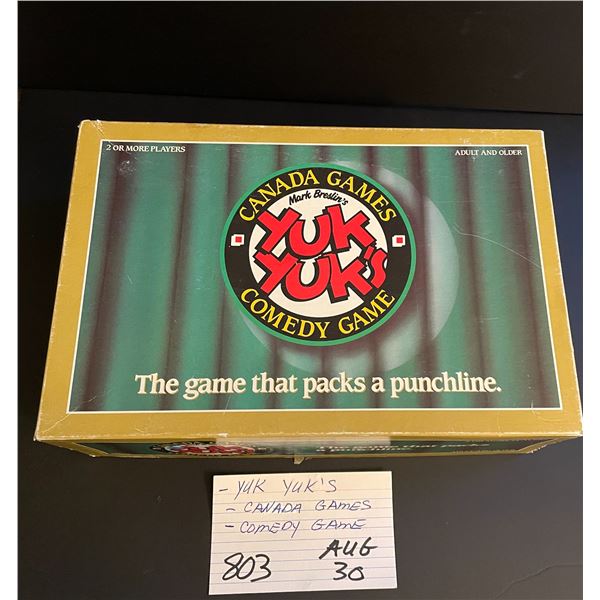 2 OR MORE PLAYERS
ADULT AND OLDER
CANADA GAMES
Mark Breslin's
YUK
YUK's
COMEDY GAME
The game that packs a punchline.
- YUK YUK'S
- CANADA GAMES
- COMEDY GAME
803 AUG
30